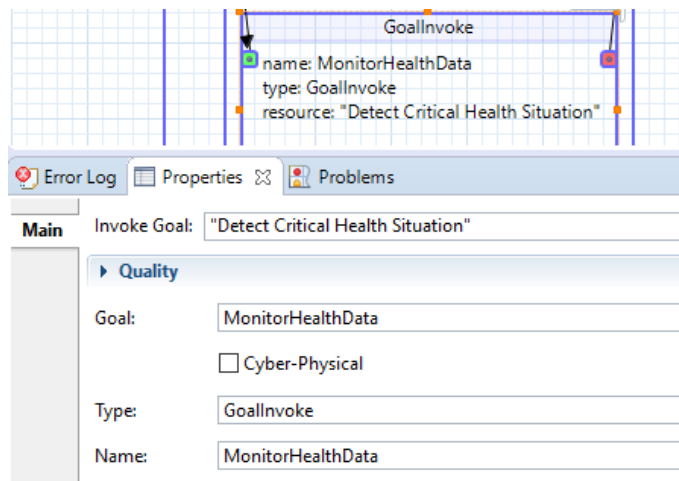 GoalInvoke
name: MonitorHealthData
type: GoalInvoke
resource: "Detect Critical Health Situation"
Error Log Properties Problems
Main Invoke Goal: "Detect Critical Health Situation"
Quality
Goal: MonitorHealthData
Cyber-Physical
Type: GoalInvoke
Name: MonitorHealthData